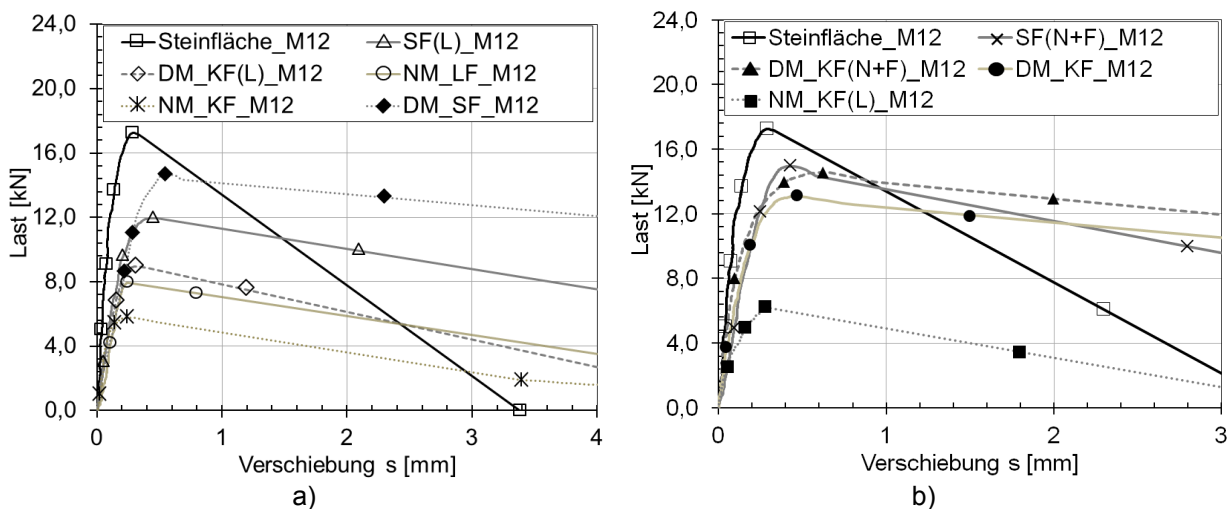 24,0
20,0
16,0
12,0
8,0
4,0
0,0
Last [kN]
Steinfläche_M12 SF(L)_M12
DM_KF(L)_M12 NM_LF_M12
NM_KF_M12 DM_SF_M12
0 1 2 3 4
Verschiebung s [mm]
a)
24,0
20,0
16,0
12,0
8,0
4,0
0,0
Last [kN]
Steinfläche_M12 SF(N+F)_M12
DM_KF(N+F)_M12 DM_KF_M12
NM_KF(L)_M12
0 1 2 3
Verschiebung s [mm]
b)